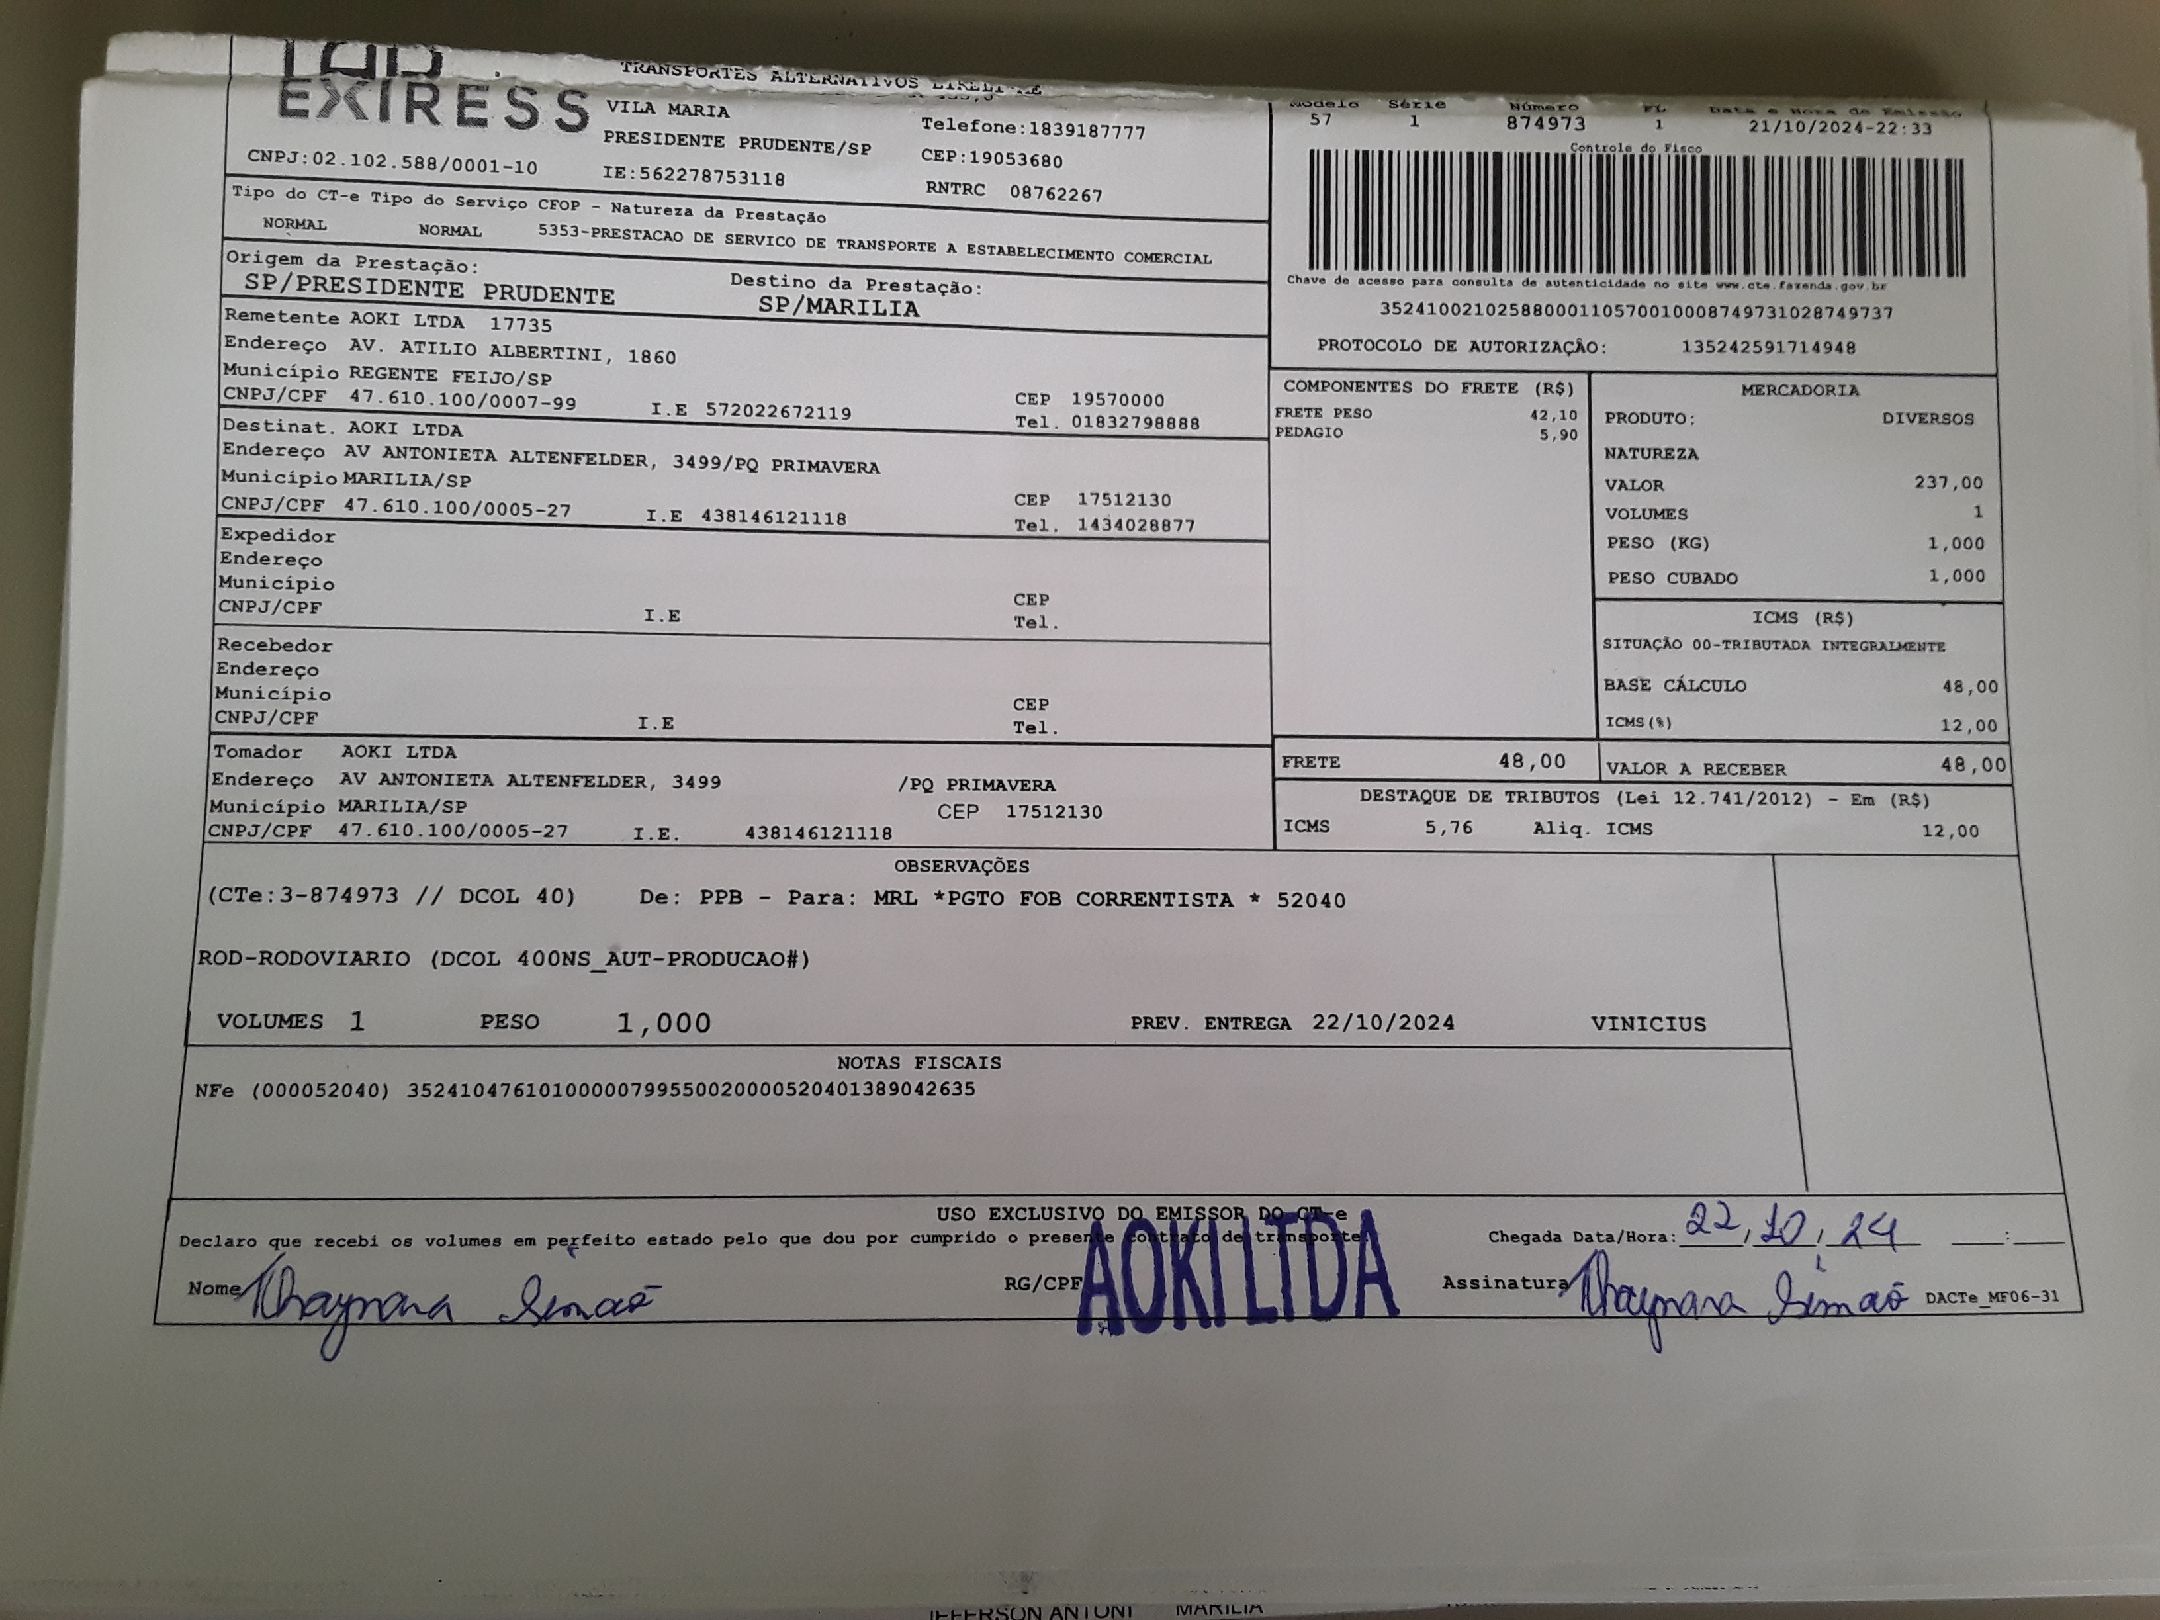 EXIRESS
TRANSPORTES ALTERNATIVOS EIRELI-ME
VILA MARIA
Telefone:1839187777
PRESIDENTE PRUDENTE/SP
CEP:19053680
CNPJ:02.102.588/0001-10
IE:562278753118
RNTRC 08762267
Modelo Série Número FL Data e Hora de Emissão
57 1 874973 1 21/10/2024-22:33
Controle do Fisco
Chave de acesso para consulta de autenticidade no site www.cte.fazenda.gov.br
35241002102588000110570010008749731028749737
PROTOCOLO DE AUTORIZAÇÂO: 135242591714948
Tipo do CT-e Tipo do Serviço CFOP - Natureza da Prestação
NORMAL NORMAL 5353-PRESTACAO DE SERVICO DE TRANSPORTE A ESTABELECIMENTO COMERCIAL
Origem da Prestação: Destino da Prestação:
SP/PRESIDENTE PRUDENTE SP/MARILIA
Remetente AOKI LTDA 17735
Endereço AV. ATILIO ALBERTINI, 1860
Município REGENTE FEIJO/SP CEP 19570000
CNPJ/CPF 47.610.100/0007-99 I.E 572022672119 Tel. 01832798888
Destinat. AOKI LTDA
Endereço AV ANTONIETA ALTENFELDER, 3499/PQ PRIMAVERA
Município MARILIA/SP CEP 17512130
CNPJ/CPF 47.610.100/0005-27 I.E 438146121118 Tel. 1434028877
Expedidor
Endereço
Município CEP
CNPJ/CPF I.E Tel.
Recebedor
Endereço
Município CEP
CNPJ/CPF I.E Tel.
Tomador AOKI LTDA
Endereço AV ANTONIETA ALTENFELDER, 3499 /PQ PRIMAVERA
Município MARILIA/SP CEP 17512130
CNPJ/CPF 47.610.100/0005-27 I.E. 438146121118
COMPONENTES DO FRETE (R$)
FRETE PESO 42,10
PEDAGIO 5,90
MERCADORIA
PRODUTO: DIVERSOS
NATUREZA
VALOR 237,00
VOLUMES 1
PESO (KG) 1,000
PESO CUBADO 1,000
ICMS (R$)
SITUAÇÃO 00-TRIBUTADA INTEGRALMENTE
BASE CÁLCULO 48,00
ICMS(%) 12,00
FRETE 48,00 VALOR A RECEBER 48,00
DESTAQUE DE TRIBUTOS (Lei 12.741/2012) - Em (R$)
ICMS 5,76 Aliq. ICMS 12,00
OBSERVAÇÕES
(CTe:3-874973 // DCOL 40) De: PPB - Para: MRL *PGTO FOB CORRENTISTA * 52040
ROD-RODOVIARIO (DCOL 400NS_AUT-PRODUCAO#)
VOLUMES 1 PESO 1,000 PREV. ENTREGA 22/10/2024 VINICIUS
NOTAS FISCAIS
NFe (000052040) 35241047610100000799550020000520401389042635
USO EXCLUSIVO DO EMISSOR DO CT-e
Declaro que recebi os volumes em perfeito estado pelo que dou por cumprido o presente contrato de transporte.
Chegada Data/Hora: 22, 10, 24 :
Nome Thaynara Simaõ RG/CPF AOKI LTDA Assinatura Thaynara Simaõ DACTe_MF06-31
JEFERSON ANTONI MARILIA